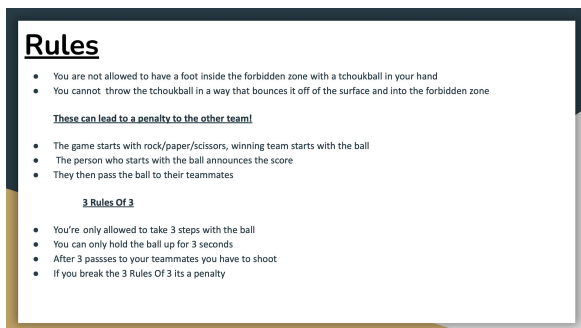 Rules
● You are not allowed to have a foot inside the forbidden zone with a tchoukball in your hand
● You cannot throw the tchoukball in a way that bounces it off of the surface and into the forbidden zone
These can lead to a penalty to the other team!
● The game starts with rock/paper/scissors, winning team starts with the ball
● The person who starts with the ball announces the score
● They then pass the ball to their teammates
3 Rules Of 3
● You’re only allowed to take 3 steps with the ball
● You can only hold the ball up for 3 seconds
● After 3 passses to your teammates you have to shoot
● If you break the 3 Rules Of 3 its a penalty